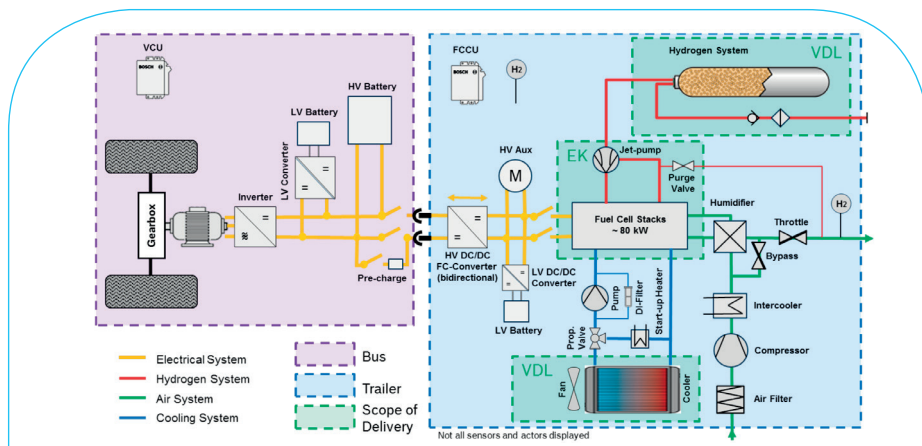 VCU
BOSCH
HV Battery
LV Battery
LV Converter
Inverter
Gearbox
Pre-charge
FCCU
BOSCH
H2
Hydrogen System
VDL
HV Aux
M
EK
Jet-pump
Purge
Valve
Humidifier
H2
Throttle
Bypass
Fuel Cell Stacks
~ 80 kW
HV DC/DC
FC-Converter
(bidirectional)
LV DC/DC
Converter
LV Battery
Pump
DI-Filter
Start-up Heater
Prop.
Valve
Intercooler
Compressor
Air Filter
VDL
Fan
Cooler
Electrical System
Hydrogen System
Air System
Cooling System
Bus
Trailer
Scope of
Delivery
Not all sensors and actors displayed